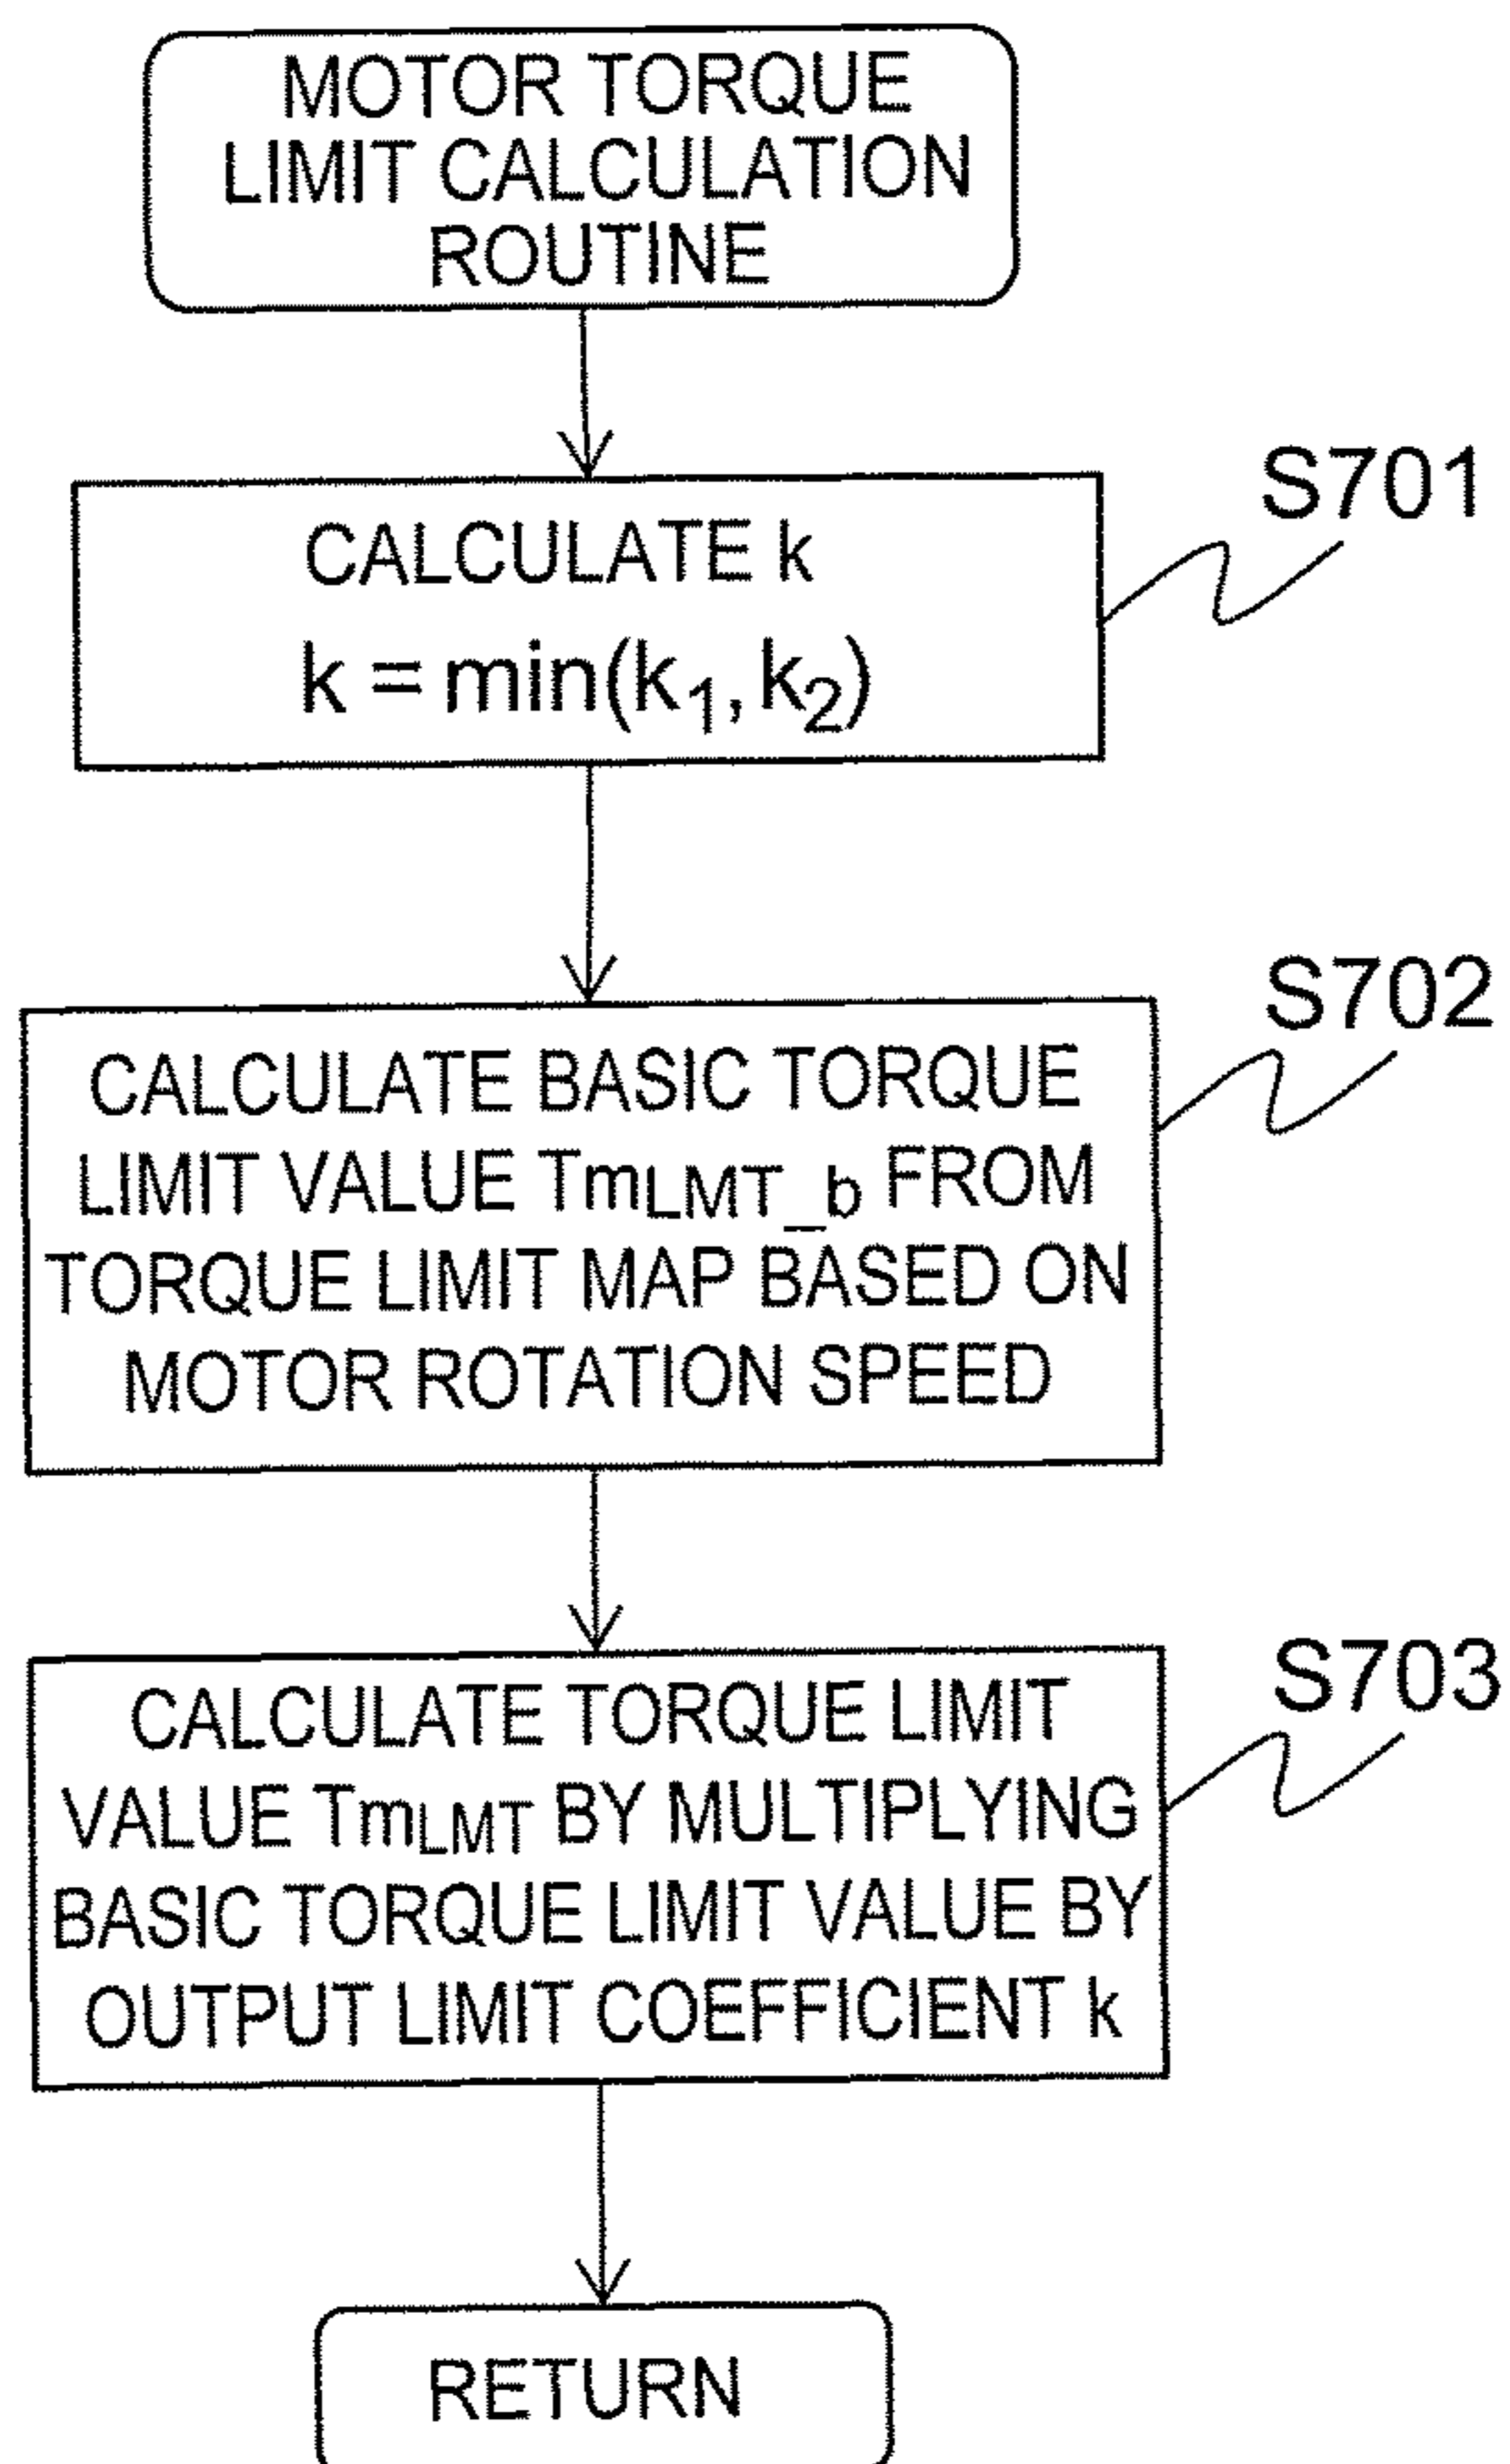 MOTOR TORQUE
LIMIT CALCULATION
ROUTINE
S701
CALCULATE k
k = min(k₁, k₂)
S702
CALCULATE BASIC TORQUE
LIMIT VALUE Tm_LMT_b FROM
TORQUE LIMIT MAP BASED ON
MOTOR ROTATION SPEED
S703
CALCULATE TORQUE LIMIT
VALUE Tm_LMT BY MULTIPLYING
BASIC TORQUE LIMIT VALUE BY
OUTPUT LIMIT COEFFICIENT k
RETURN